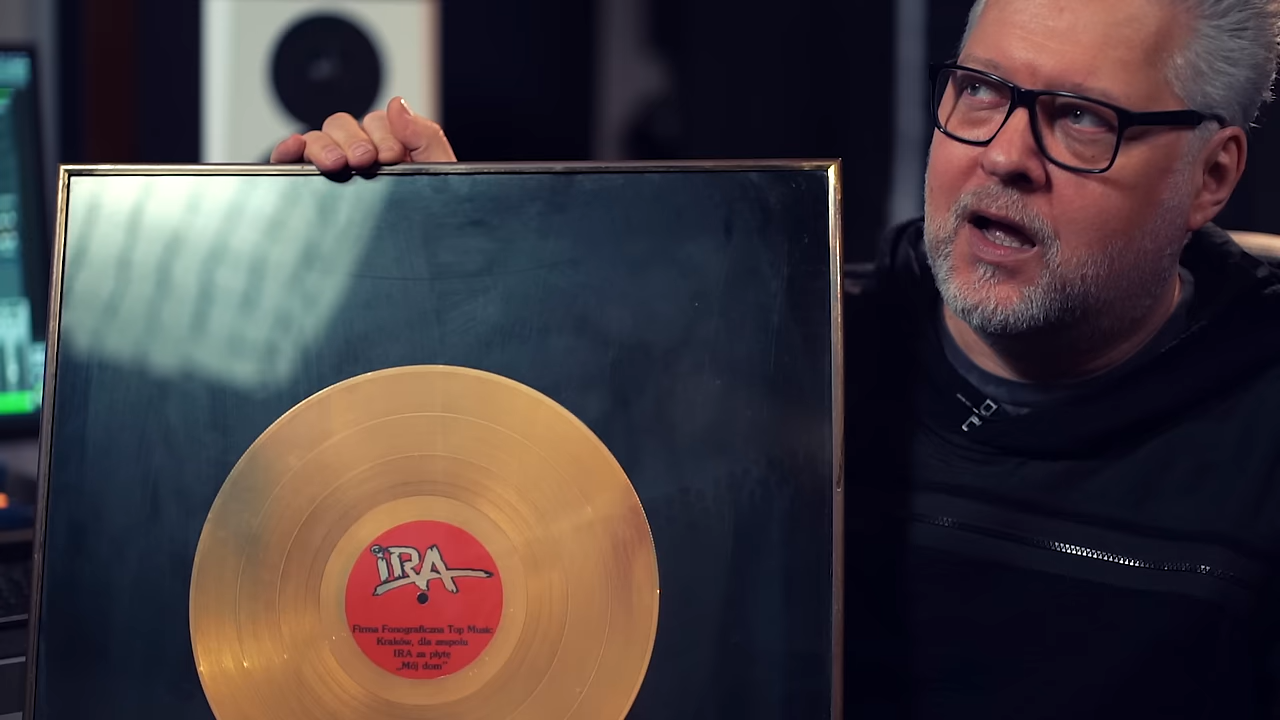 iRA
Firma Fonograficzna Top Music
Kraków, dla zespołu
IRA za płytę
„Mój dom”